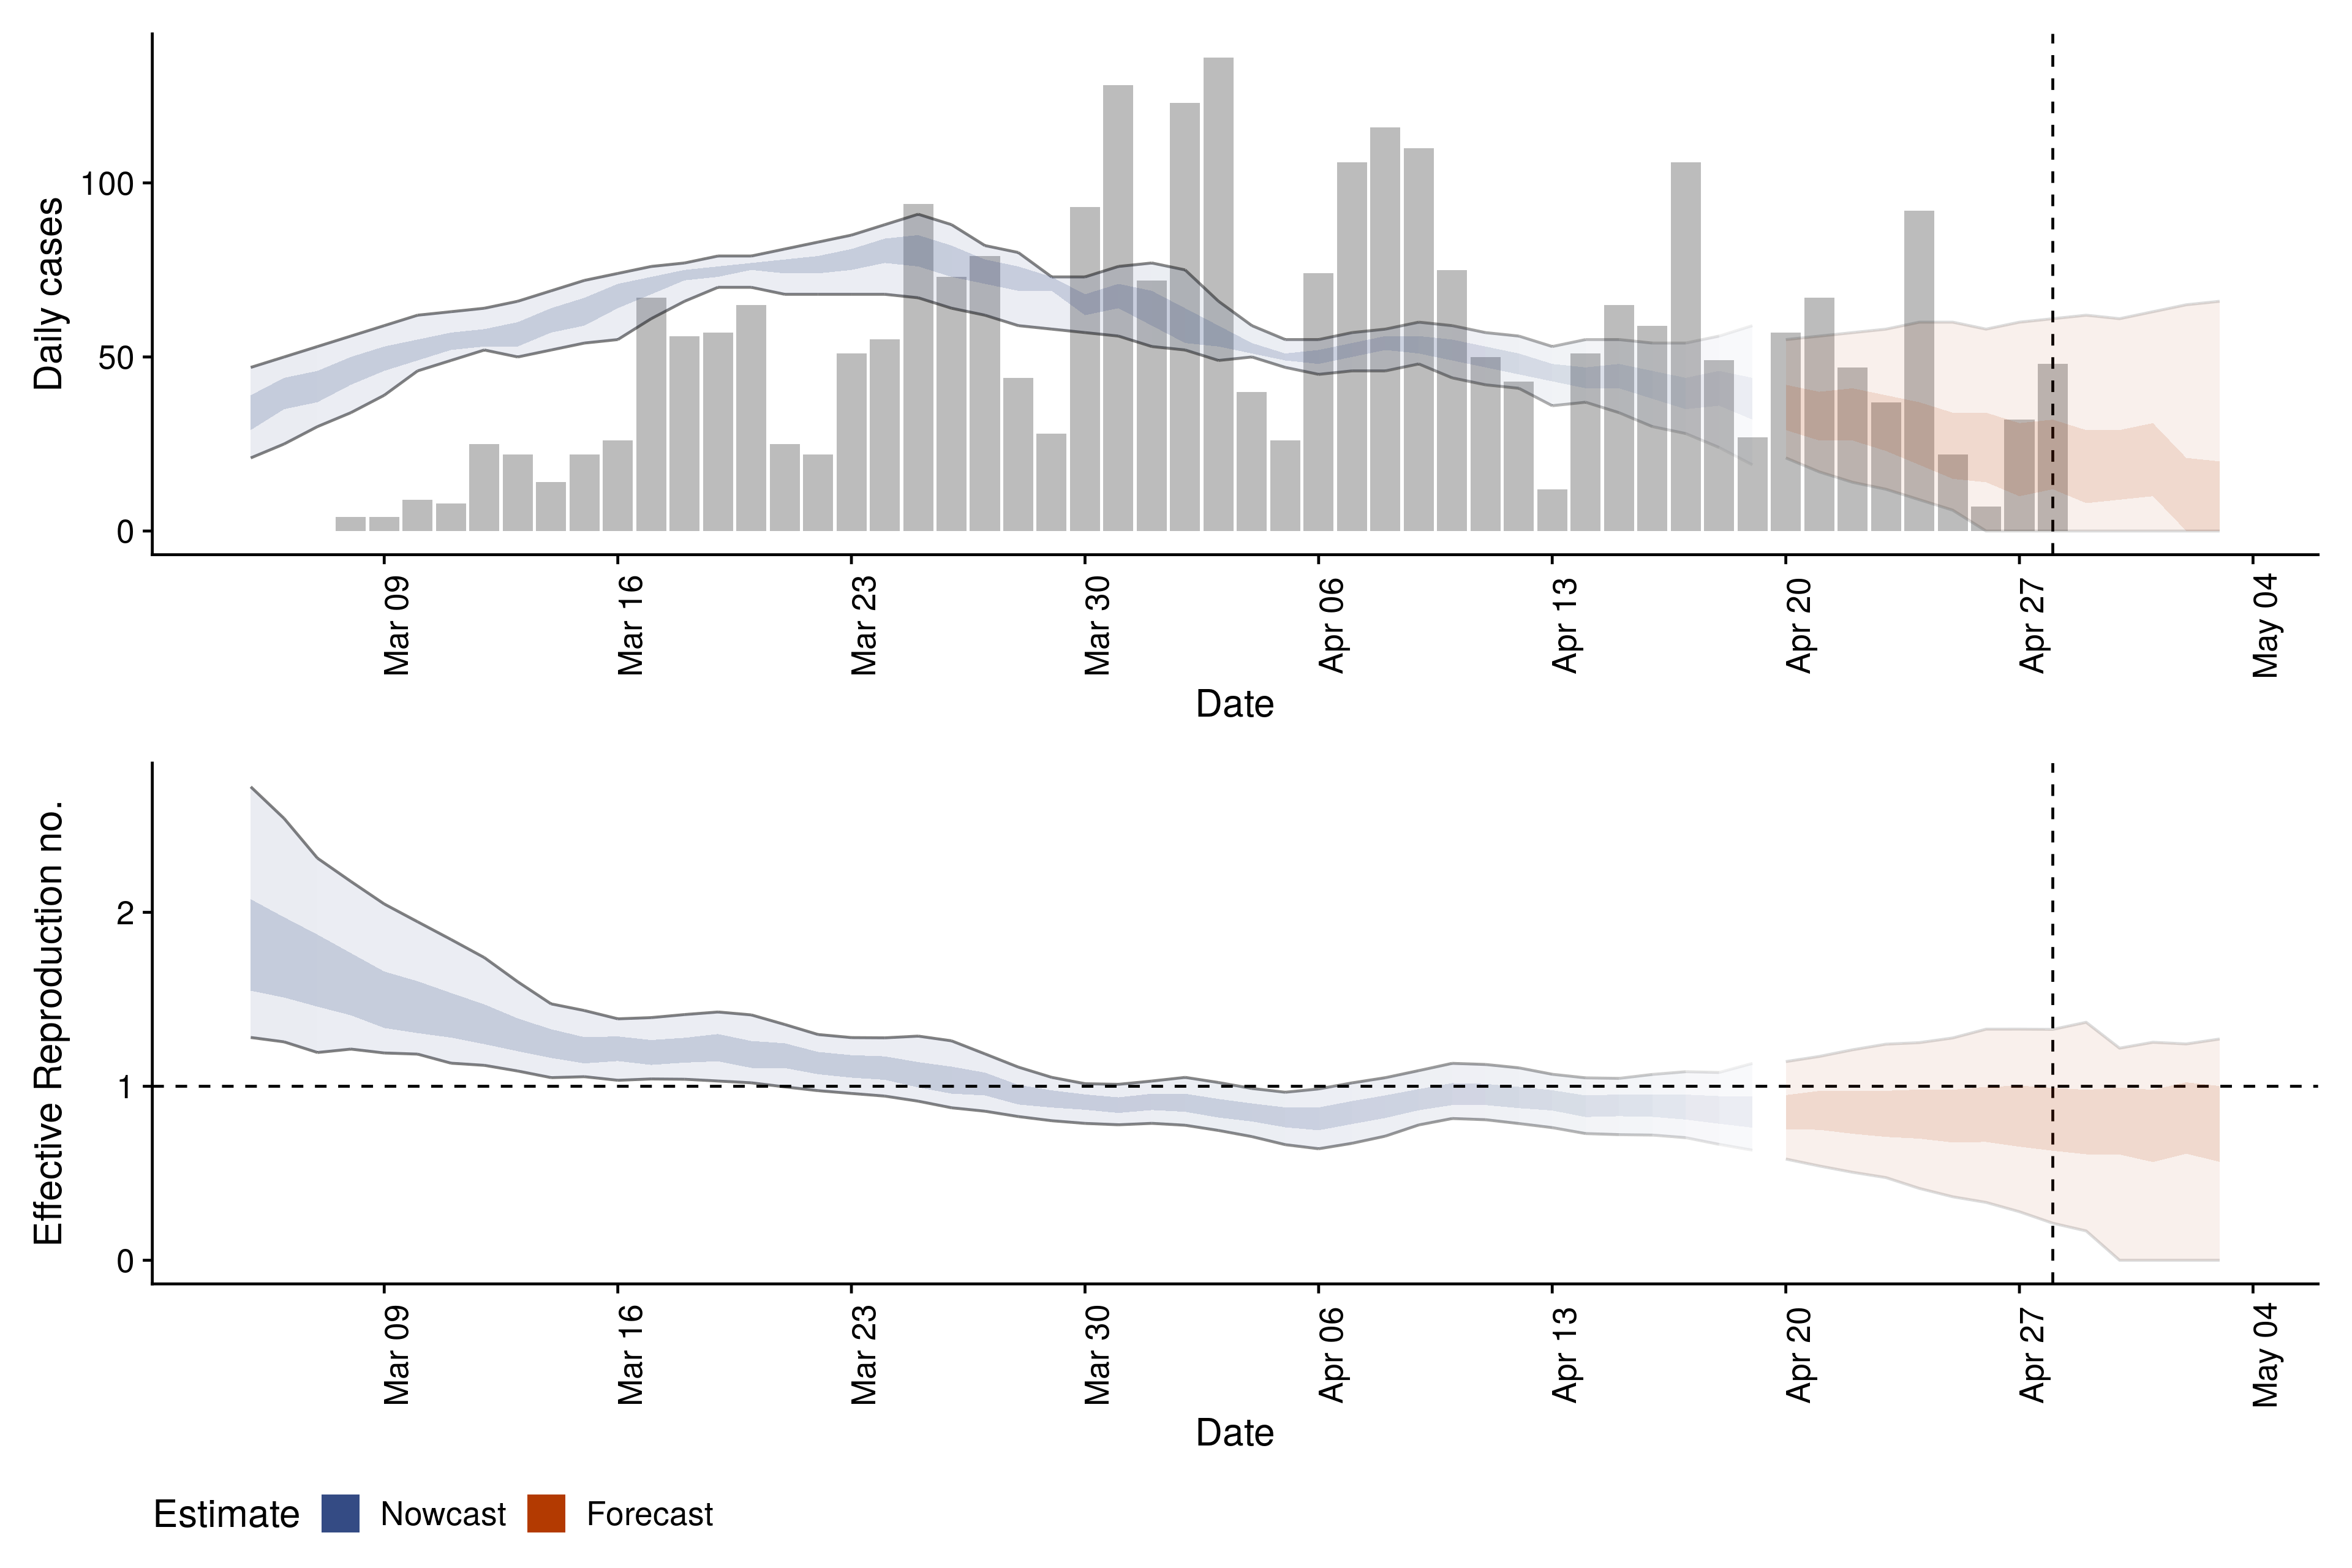 Daily cases
100
50
0
Mar 09
Mar 16
Mar 23
Mar 30
Apr 06
Apr 13
Apr 20
Apr 27
May 04
Date
Effective Reproduction no.
2
1
0
Mar 09
Mar 16
Mar 23
Mar 30
Apr 06
Apr 13
Apr 20
Apr 27
May 04
Date
Estimate Nowcast Forecast